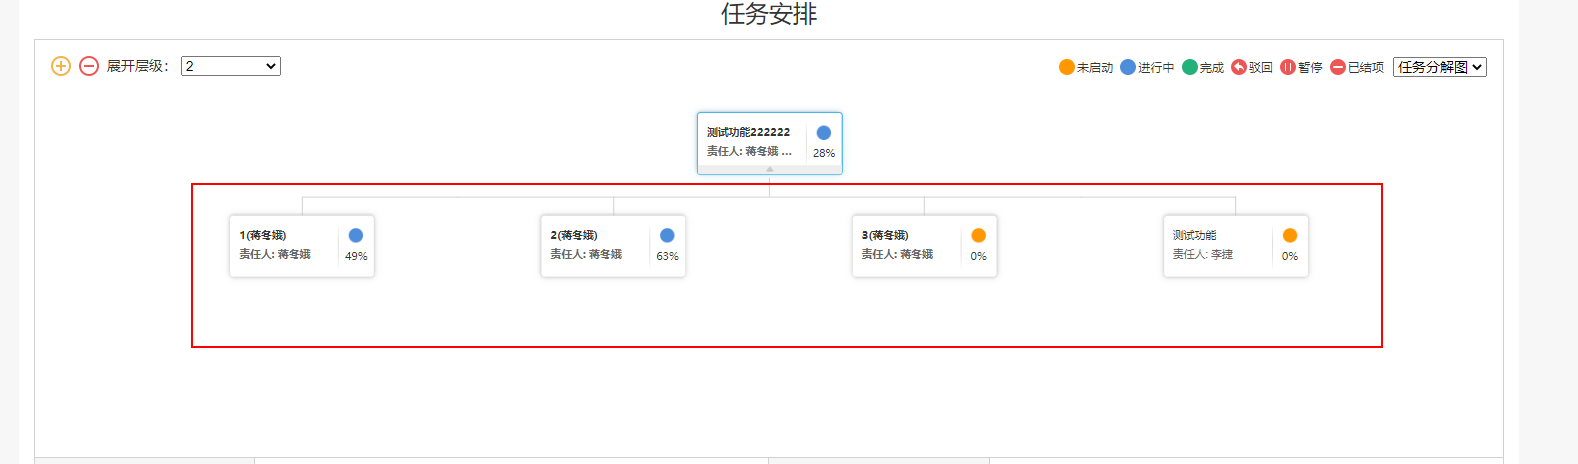 任务安排
展开层级： 2
未启动 进行中 完成 驳回 暂停 已结项 任务分解图
测试功能222222
责任人: 蒋冬娥 ...
28%
1(蒋冬娥)
责任人: 蒋冬娥
49%
2(蒋冬娥)
责任人: 蒋冬娥
63%
3(蒋冬娥)
责任人: 蒋冬娥
0%
测试功能
责任人: 李捷
0%